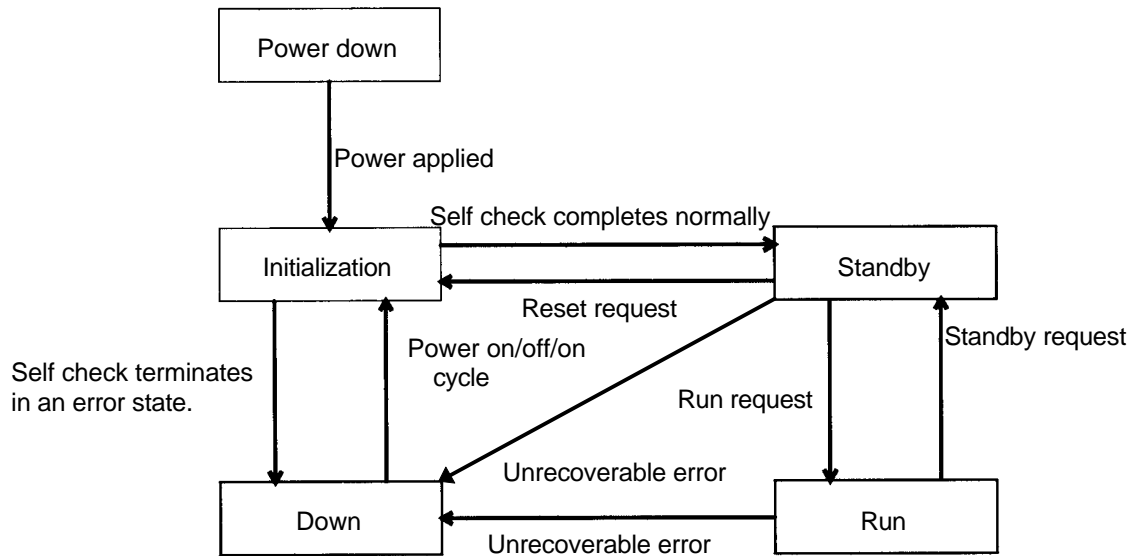 Power down
Power applied
Self check completes normally
Initialization
Standby
Reset request
Power on/off/on
cycle
Standby request
Self check terminates
in an error state.
Run request
Unrecoverable error
Down
Run
Unrecoverable error